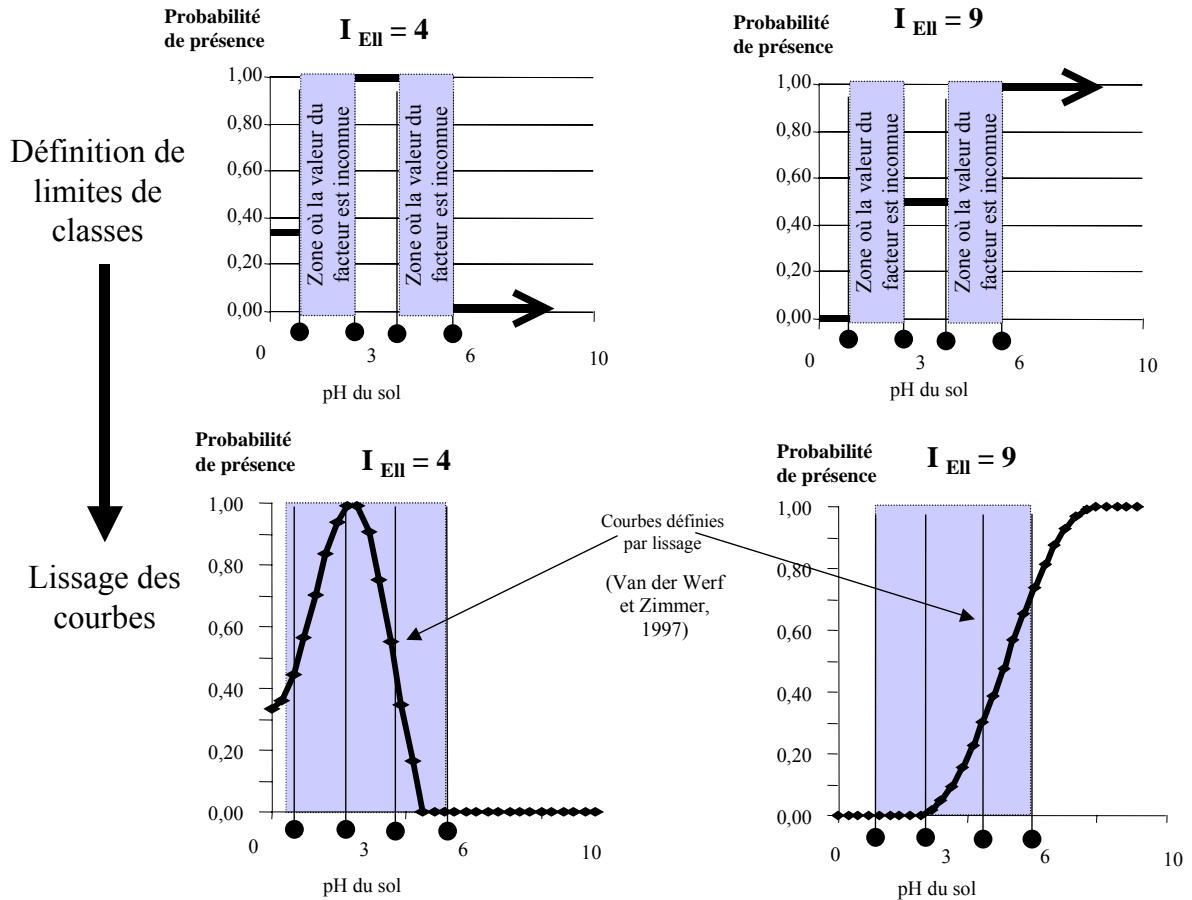 Probabilité
de présence
I Ell = 4
1,00
0,80
0,60
0,40
0,20
0,00
Zone où la valeur du
facteur est inconnue
Zone où la valeur du
facteur est inconnue
0
3
6
10
pH du sol
Probabilité
de présence
I Ell = 9
1,00
0,80
0,60
0,40
0,20
0,00
Zone où la valeur du
facteur est inconnue
Zone où la valeur du
facteur est inconnue
0
3
6
10
pH du sol
Définition de
limites de
classes
Lissage des
courbes
Probabilité
de présence
I Ell = 4
1,00
0,80
0,60
0,40
0,20
0,00
0
3
6
10
pH du sol
Courbes définies
par lissage
(Van der Werf
et Zimmer,
1997)
Probabilité
de présence
I Ell = 9
1,00
0,80
0,60
0,40
0,20
0,00
0
3
6
10
pH du sol